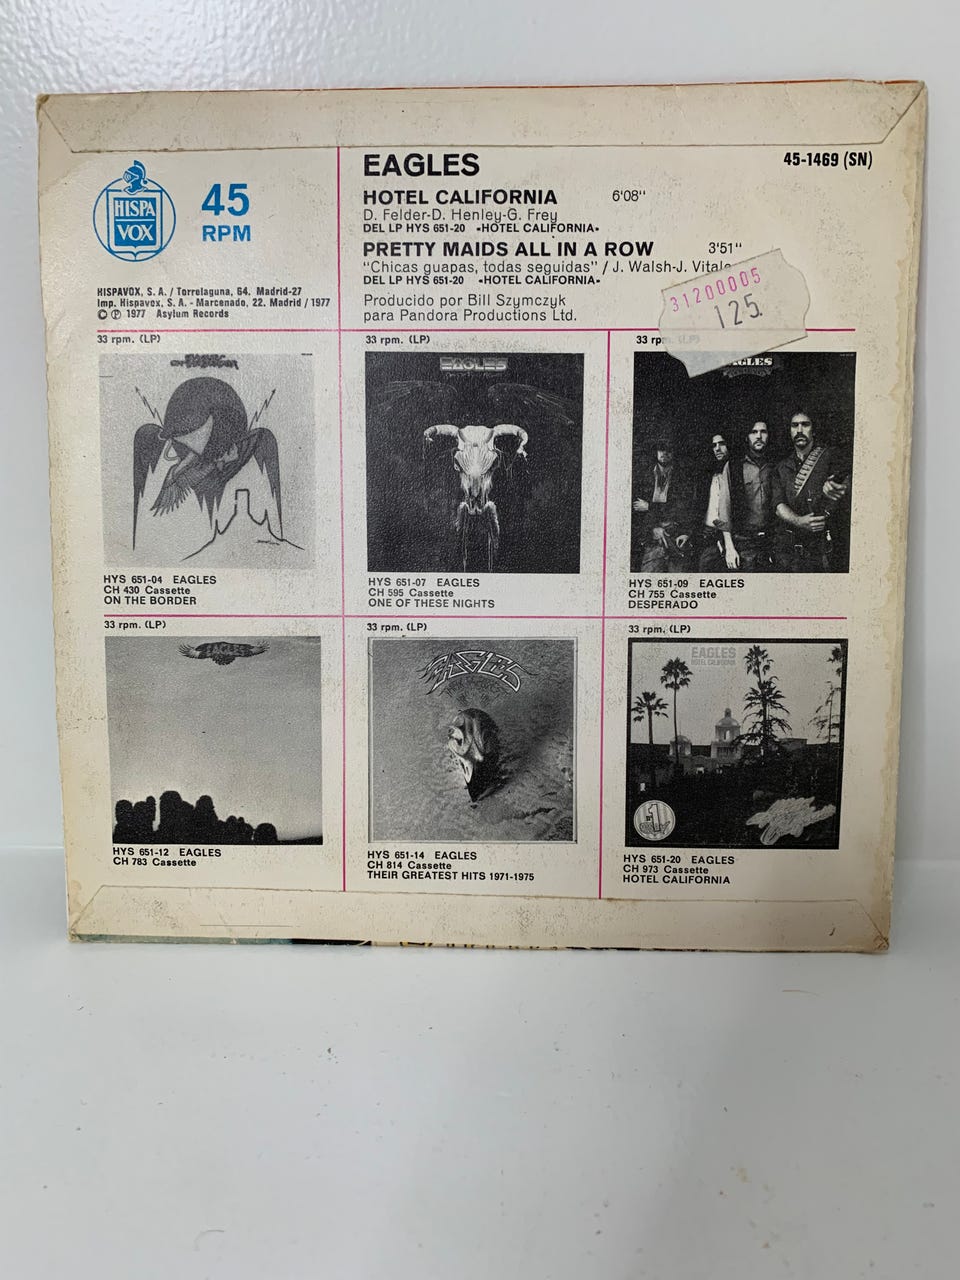 HISPA
VOX
45
RPM
HISPAVOX, S. A. / Torrelaguna, 64. Madrid-27
Imp. Hispavox, S. A. - Marcenado, 22. Madrid / 1977
© Ⓟ 1977 Asylum Records
EAGLES
45-1469 (SN)
HOTEL CALIFORNIA 6'08''
D. Felder-D. Henley-G. Frey
DEL LP HYS 651-20 «HOTEL CALIFORNIA»
PRETTY MAIDS ALL IN A ROW 3'51''
"Chicas guapas, todas seguidas" / J. Walsh-J. Vitale
DEL LP HYS 651-20 «HOTEL CALIFORNIA»
Producido por Bill Szymczyk
para Pandora Productions Ltd.
31200005
125.
33 rpm. (LP)
HYS 651-04 EAGLES
CH 430 Cassette
ON THE BORDER
33 rpm. (LP)
EAGLES
HYS 651-07 EAGLES
CH 595 Cassette
ONE OF THESE NIGHTS
33 rpm. (LP)
EAGLES
HYS 651-09 EAGLES
CH 755 Cassette
DESPERADO
33 rpm. (LP)
EAGLES
HYS 651-12 EAGLES
CH 783 Cassette
33 rpm. (LP)
EAGLES
HYS 651-14 EAGLES
CH 814 Cassette
THEIR GREATEST HITS 1971-1975
33 rpm. (LP)
EAGLES
HOTEL CALIFORNIA
HYS 651-20 EAGLES
CH 973 Cassette
HOTEL CALIFORNIA